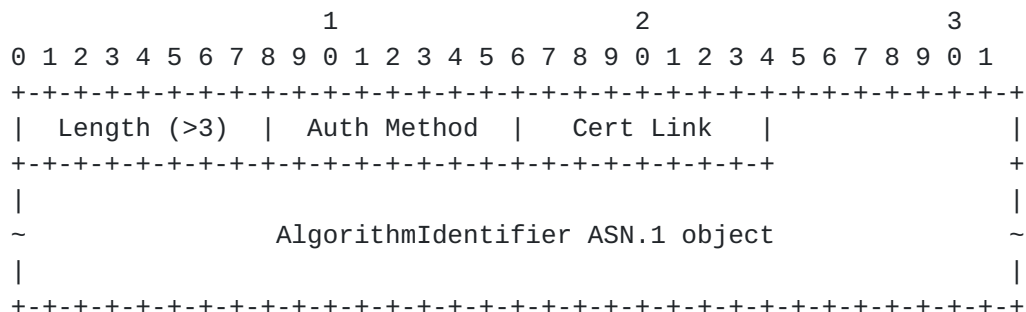 1                   2                   3
0 1 2 3 4 5 6 7 8 9 0 1 2 3 4 5 6 7 8 9 0 1 2 3 4 5 6 7 8 9 0 1
+-+-+-+-+-+-+-+-+-+-+-+-+-+-+-+-+-+-+-+-+-+-+-+-+-+-+-+-+-+-+-+-+
|  Length (>3)  |  Auth Method  |   Cert Link   |               |
+-+-+-+-+-+-+-+-+-+-+-+-+-+-+-+-+-+-+-+-+-+-+-+-+               +
|                                                               |
~                AlgorithmIdentifier ASN.1 object               ~
|                                                               |
+-+-+-+-+-+-+-+-+-+-+-+-+-+-+-+-+-+-+-+-+-+-+-+-+-+-+-+-+-+-+-+-+